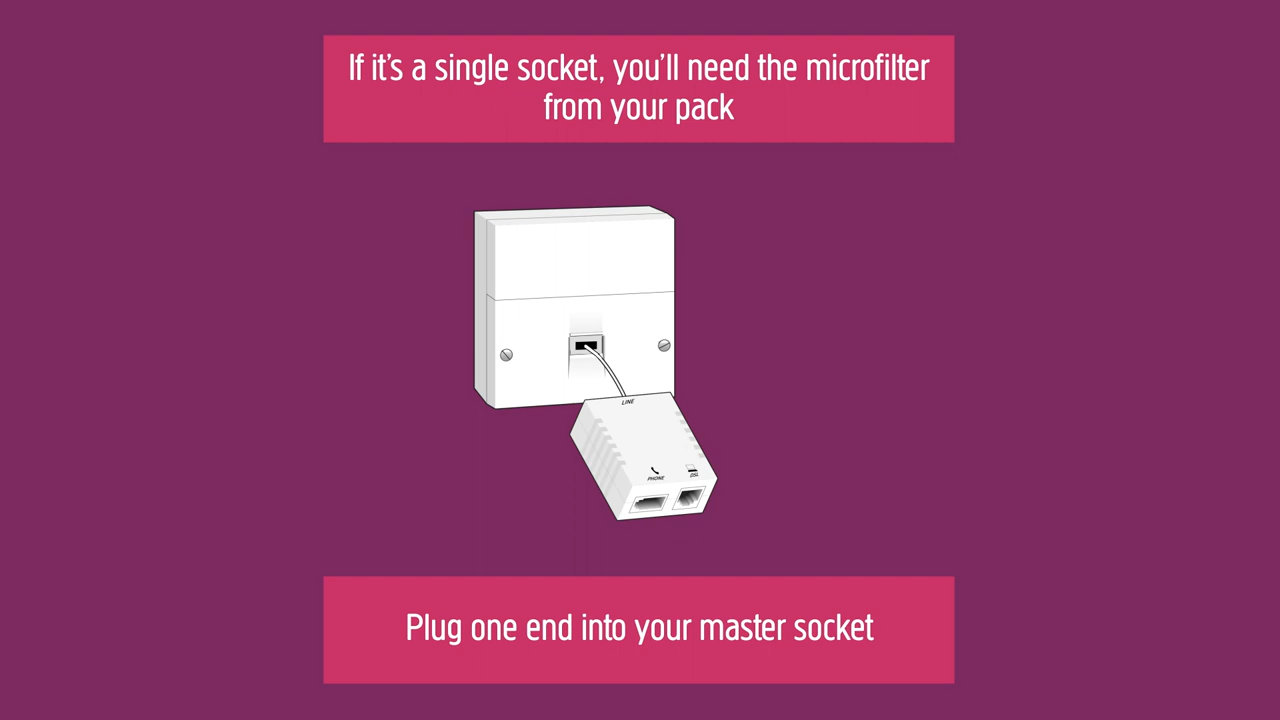 If it’s a single socket, you’ll need the microfilter
from your pack
LINE
PHONE
DSL
Plug one end into your master socket